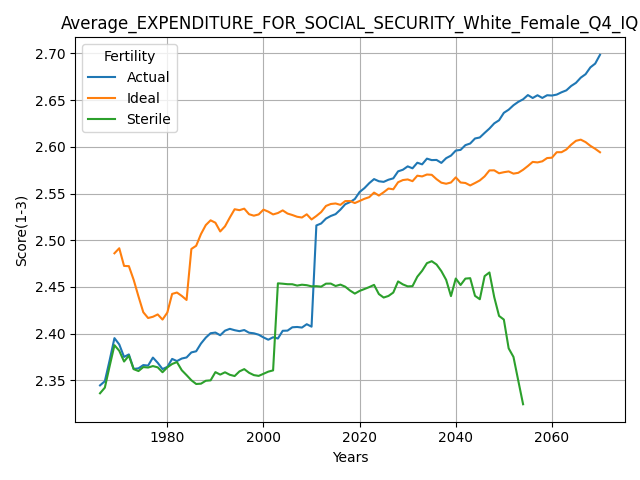 Average_EXPENDITURE_FOR_SOCIAL_SECURITY_White_Female_Q4_IQ
Fertility
Actual
Ideal
Sterile
Score(1-3)
2.70
2.65
2.60
2.55
2.50
2.45
2.40
2.35
1980 2000 2020 2040 2060
Years